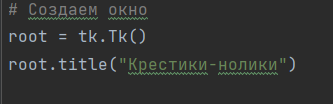 # Создаем окно
root = tk.Tk()
root.title("Крестики-нолики")